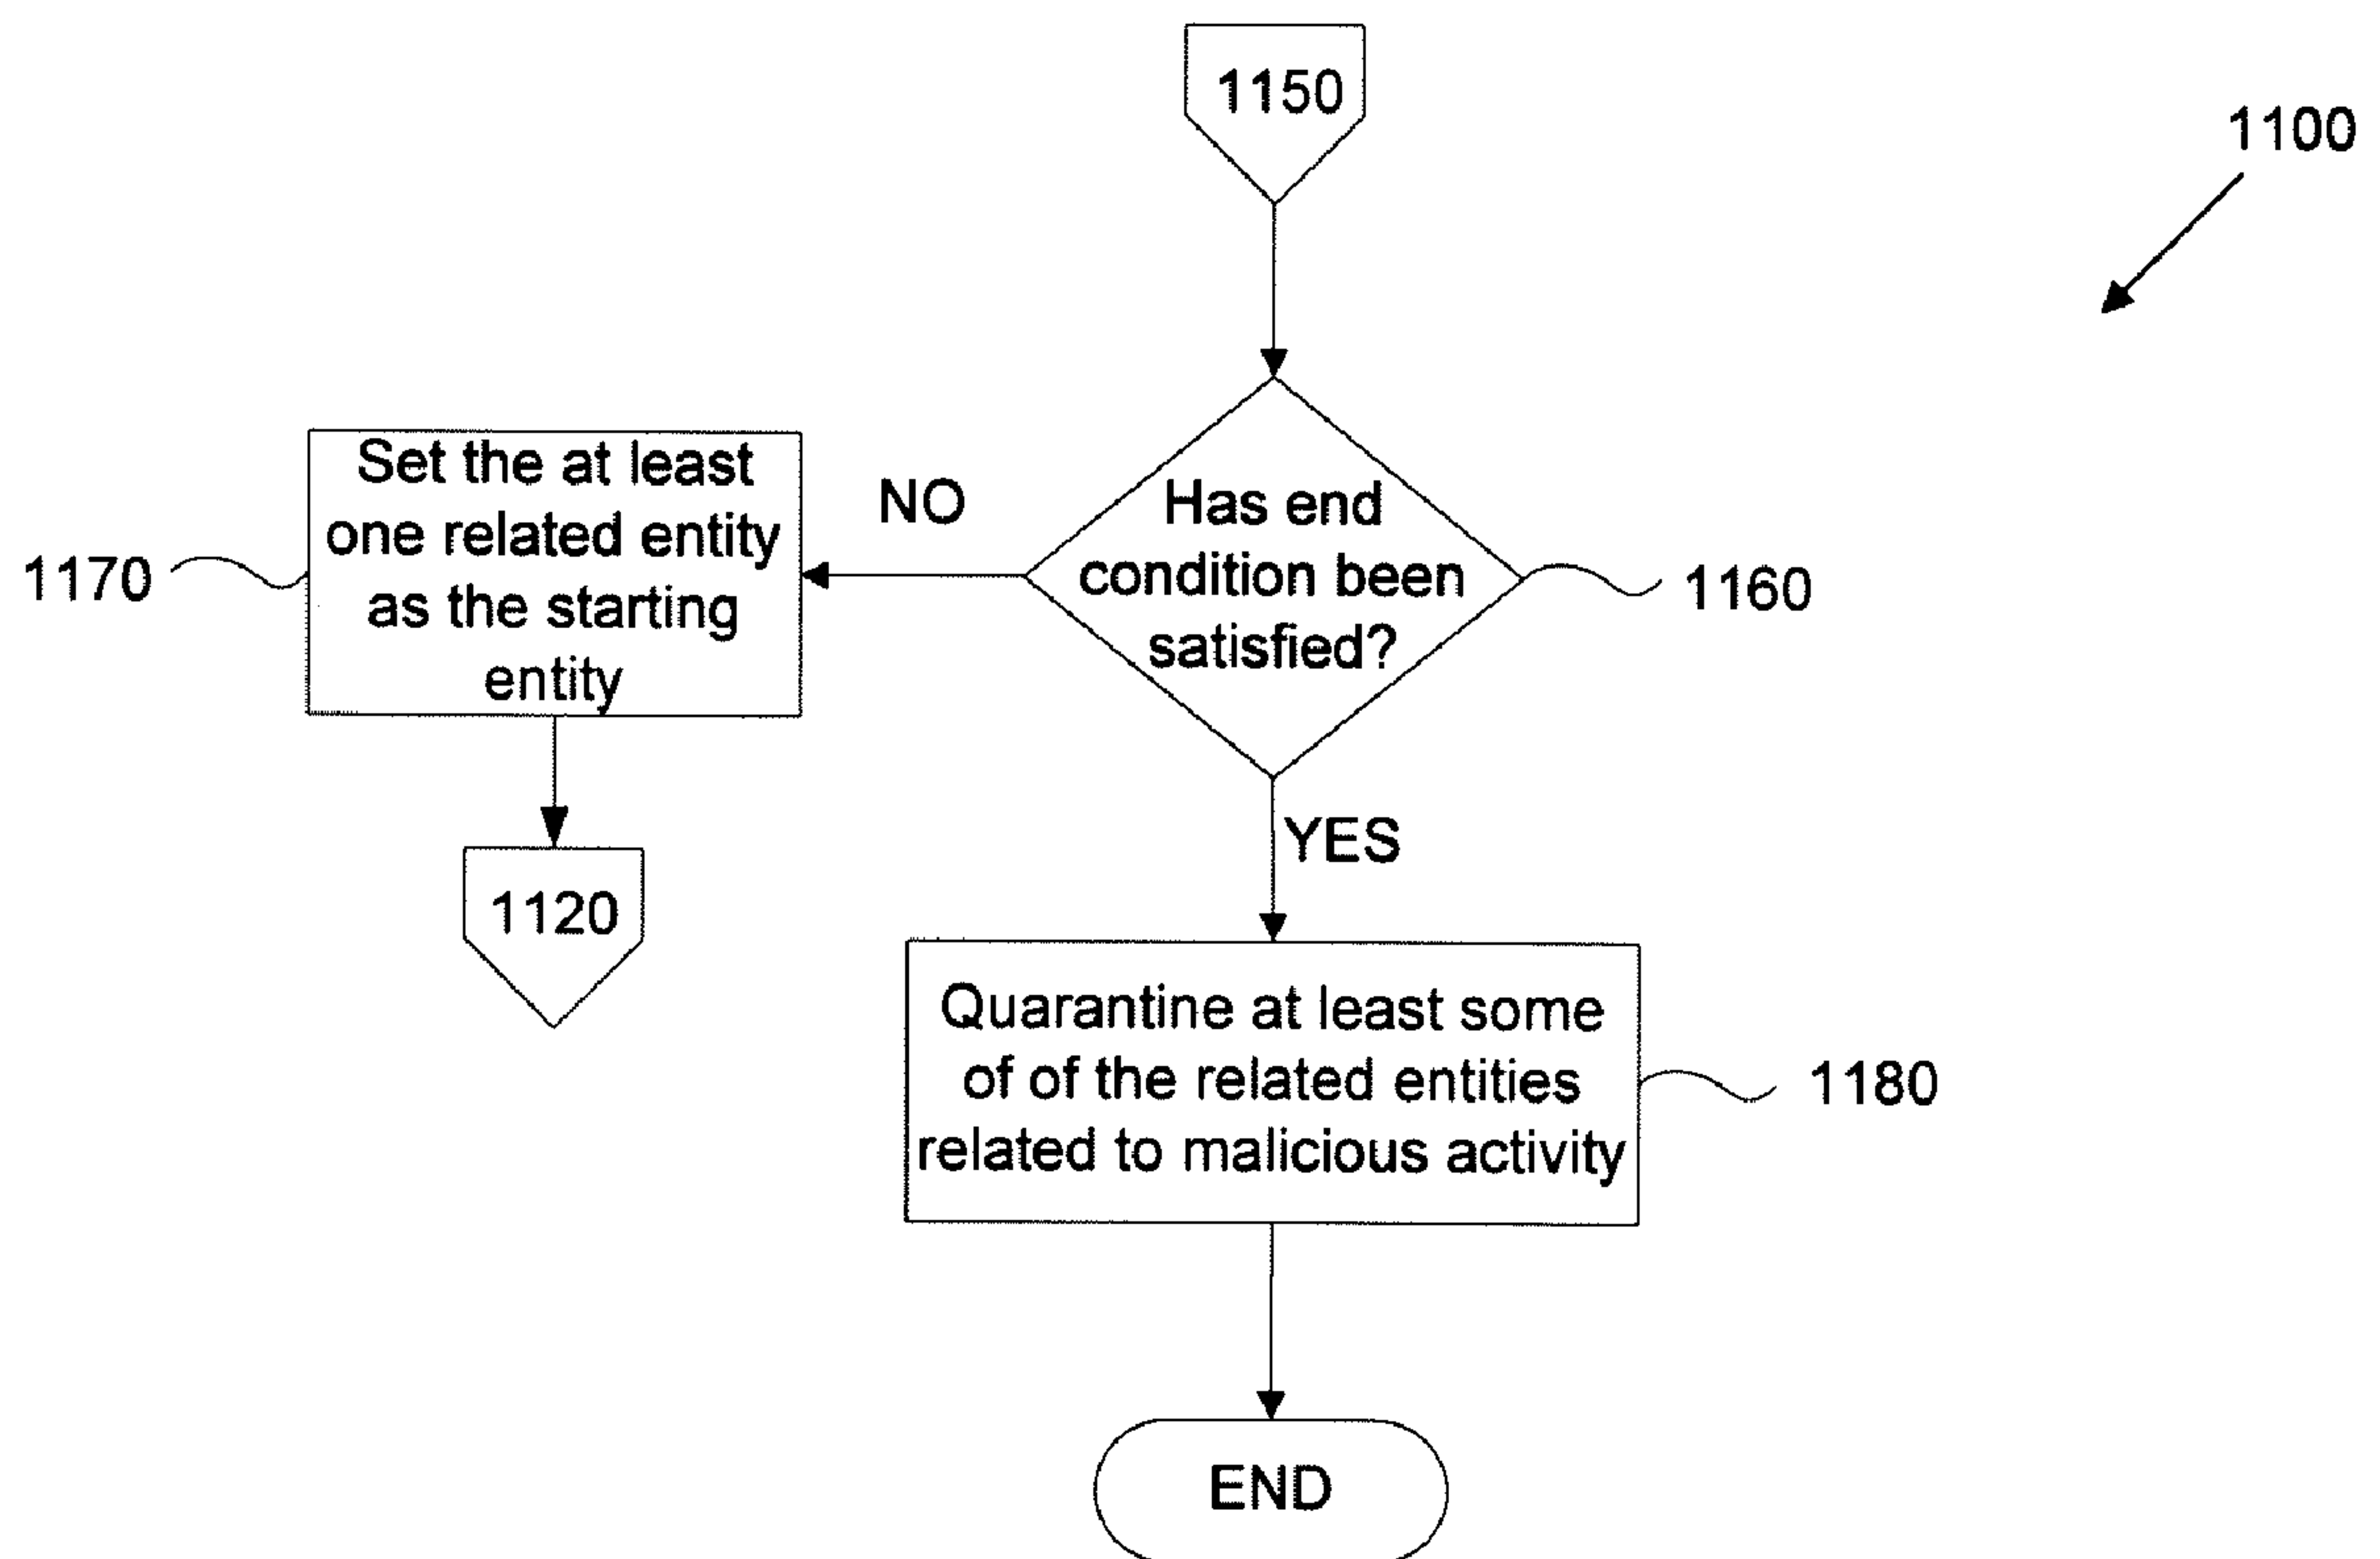 1150
1100
Set the at least
one related entity
as the starting
entity
1170
NO
Has end
condition been
satisfied?
1160
YES
1120
Quarantine at least some
of of the related entities
related to malicious activity
1180
END